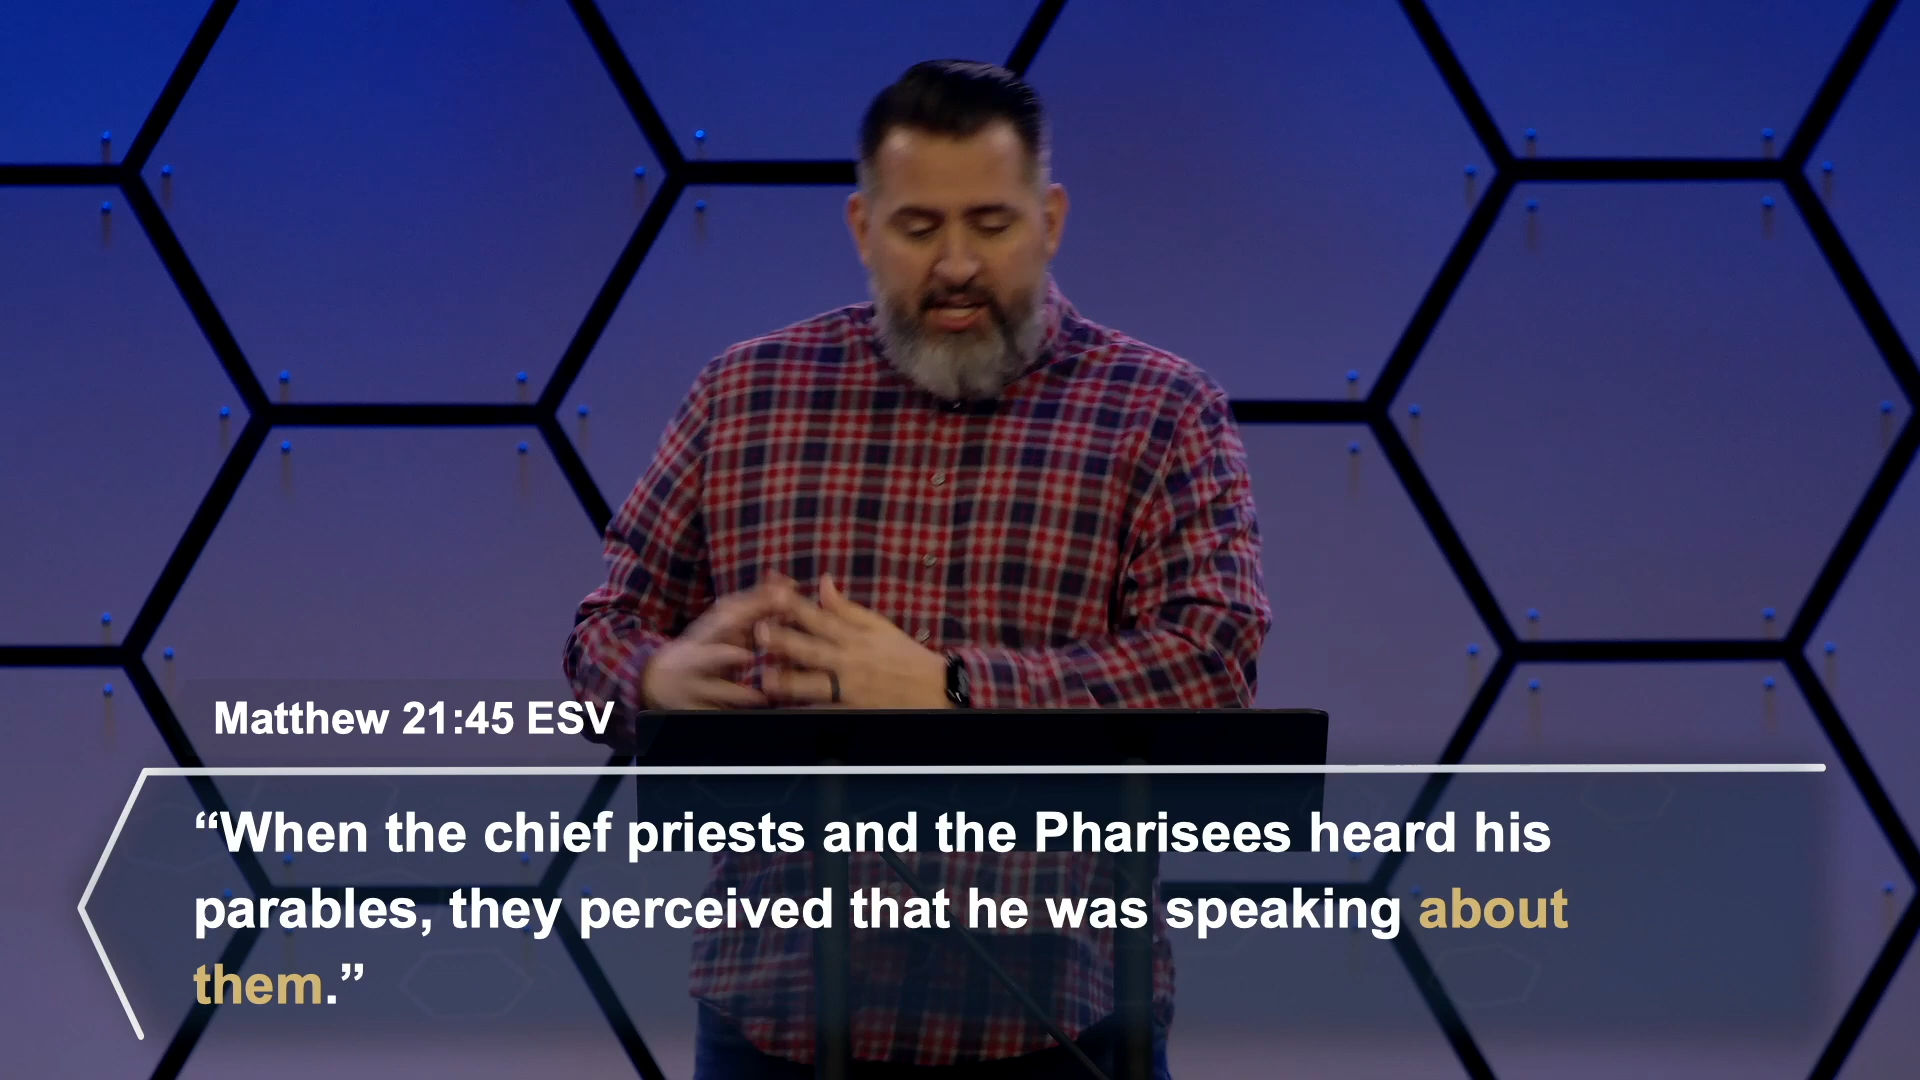 Matthew 21:45 ESV
“When the chief priests and the Pharisees heard his
parables, they perceived that he was speaking about
them.”